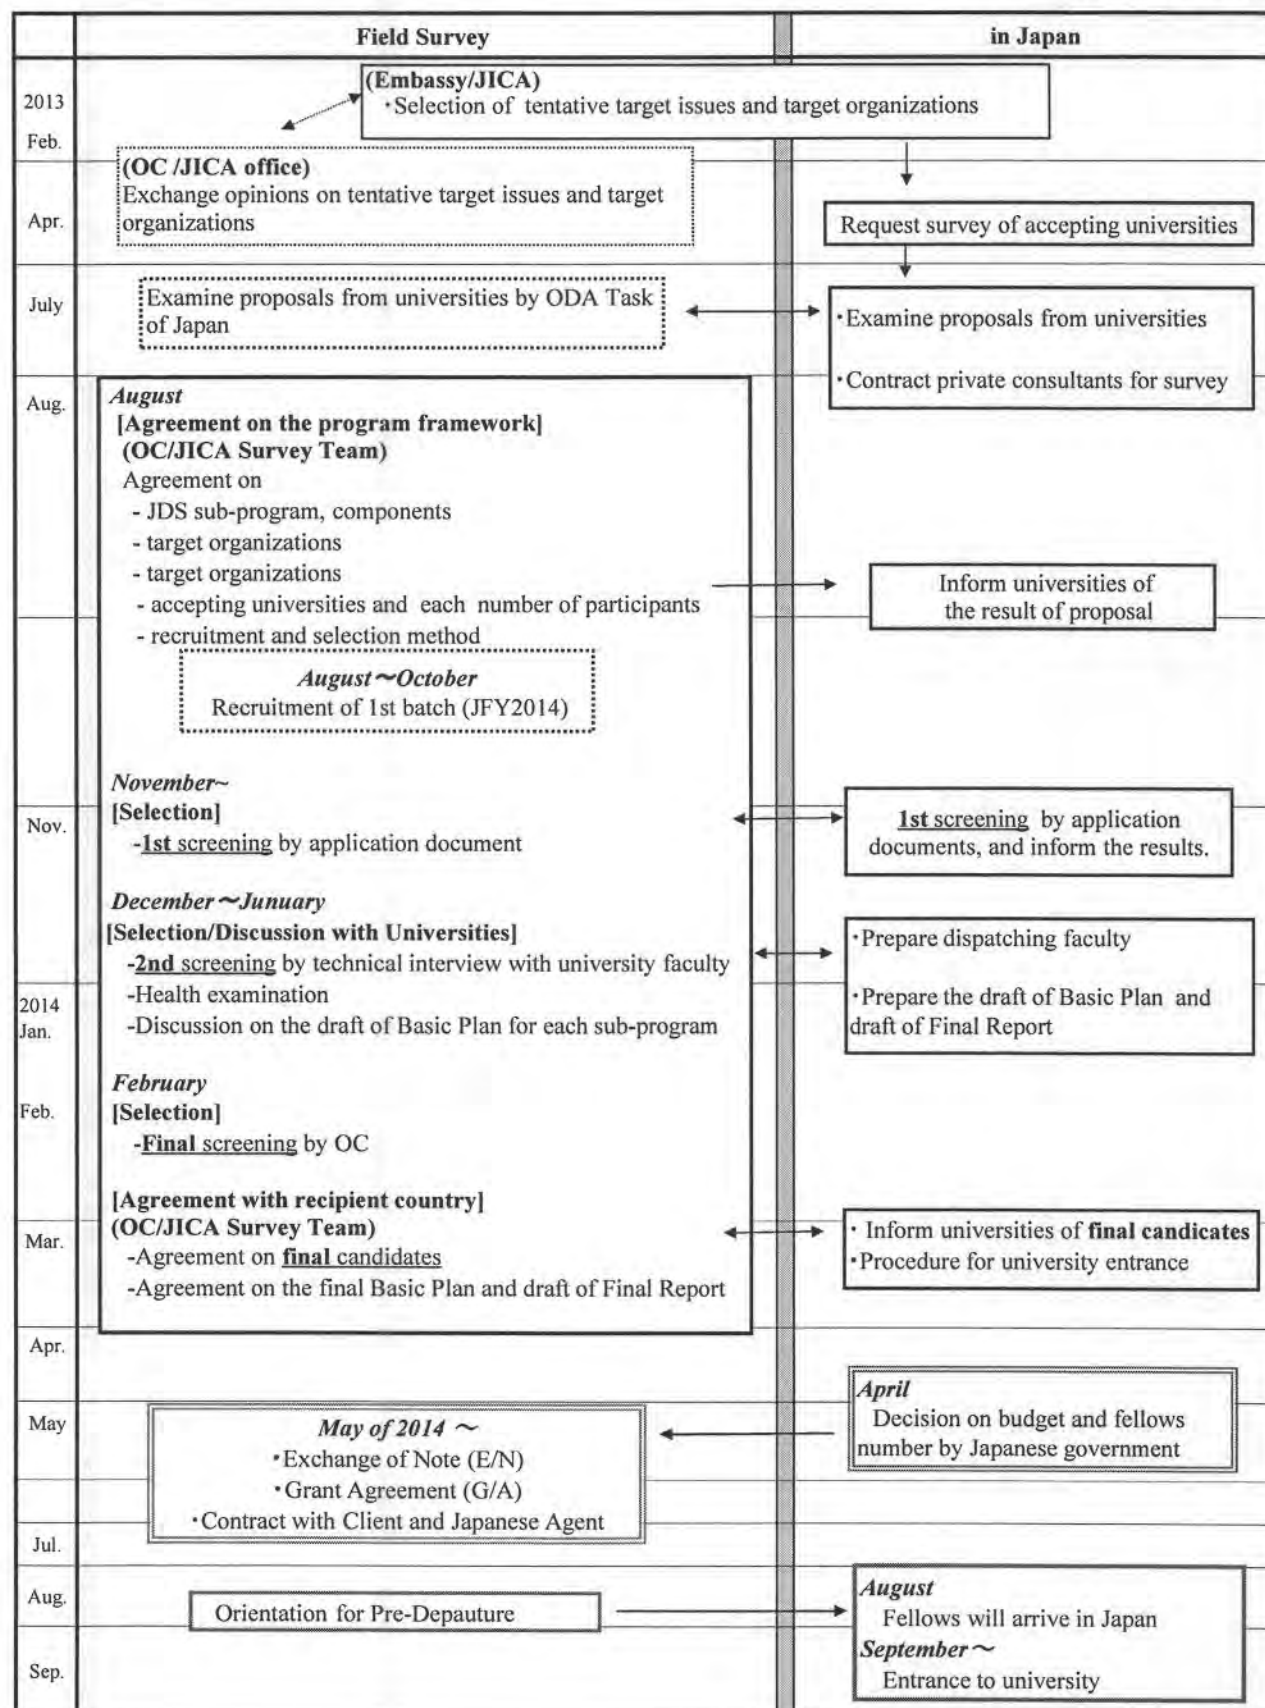 Field Survey
in Japan
2013
Feb.
(Embassy/JICA)
・Selection of tentative target issues and target organizations
(OC /JICA office)
Exchange opinions on tentative target issues and target
organizations
Apr.
Request survey of accepting universities
July
Examine proposals from universities by ODA Task
of Japan
・Examine proposals from universities
・Contract private consultants for survey
Aug.
August
[Agreement on the program framework]
(OC/JICA Survey Team)
Agreement on
- JDS sub-program, components
- target organizations
- target organizations
- accepting universities and each number of participants
- recruitment and selection method
Inform universities of
the result of proposal
August～October
Recruitment of 1st batch (JFY2014)
Nov.
November~
[Selection]
-1st screening by application document
1st screening by application
documents, and inform the results.
December～Junuary
[Selection/Discussion with Universities]
-2nd screening by technical interview with university faculty
-Health examination
-Discussion on the draft of Basic Plan for each sub-program
・Prepare dispatching faculty
・Prepare the draft of Basic Plan and
draft of Final Report
2014
Jan.
Feb.
February
[Selection]
-Final screening by OC
[Agreement with recipient country]
(OC/JICA Survey Team)
-Agreement on final candidates
-Agreement on the final Basic Plan and draft of Final Report
Mar.
・ Inform universities of final candicates
・Procedure for university entrance
Apr.
April
Decision on budget and fellows
number by Japanese government
May
May of 2014～
・Exchange of Note (E/N)
・Grant Agreement (G/A)
・Contract with Client and Japanese Agent
Jul.
Aug.
Orientation for Pre-Depauture
August
Fellows will arrive in Japan
September～
Entrance to university
Sep.